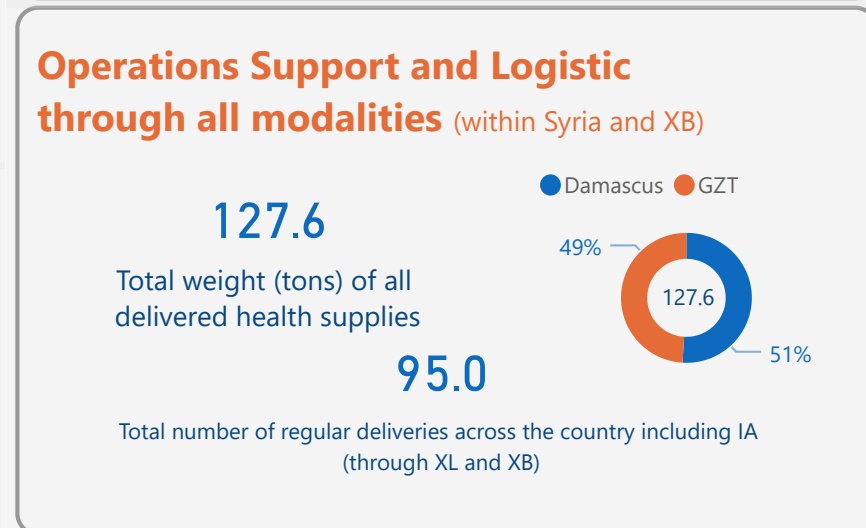 Operations Support and Logistic
through all modalities (within Syria and XB)
Damascus GZT
127.6
Total weight (tons) of all
delivered health supplies
49%
127.6
51%
95.0
Total number of regular deliveries across the country including IA
(through XL and XB)